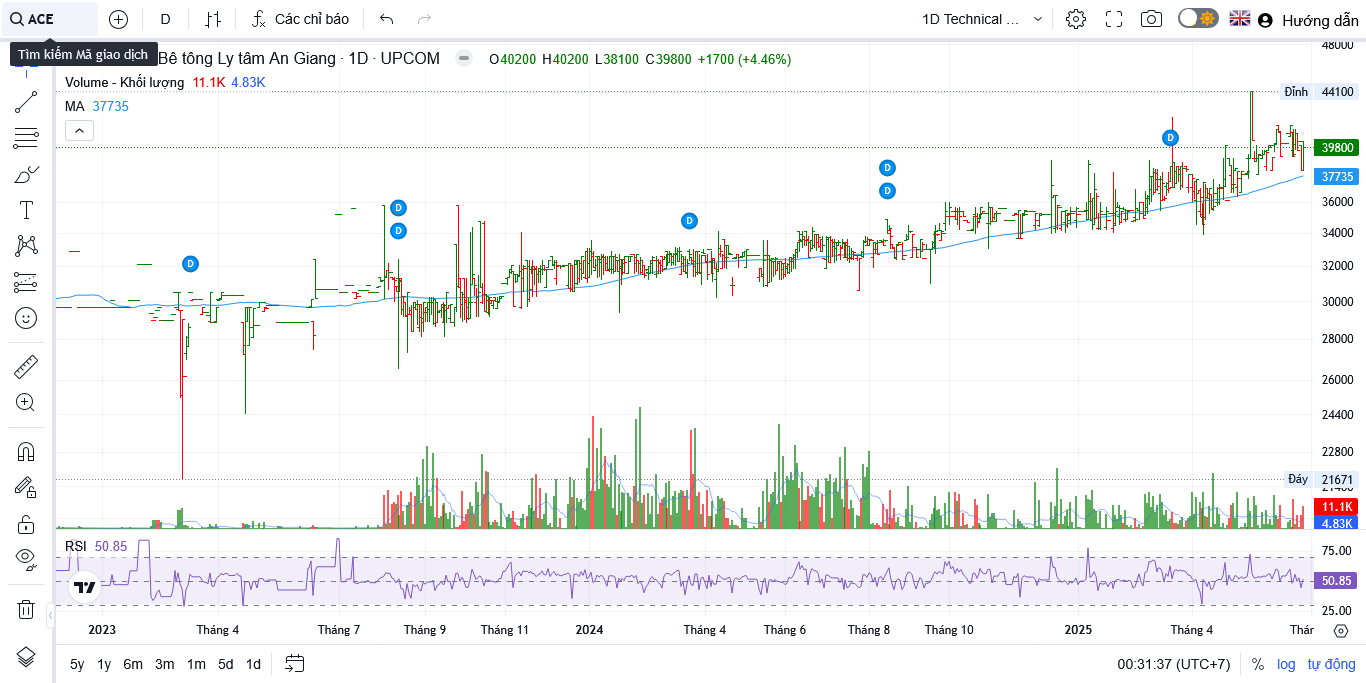 ACE
D
Các chỉ báo
1D Technical ...
Hướng dẫn
Tìm kiếm Mã giao dịch
Bê tông Ly tâm An Giang · 1D · UPCOM
O40200 H40200 L38100 C39800 +1700 (+4.46%)
Volume - Khối lượng 11.1K 4.83K
MA 37735
48000
Đỉnh 44100
39800
37735
36000
34000
32000
30000
28000
26000
24400
22800
Đáy 21671
11.1K
4.83K
D
D
D
D
D
D
D
RSI 50.85
75.00
50.85
25.00
2023 Tháng 4 Tháng 7 Tháng 9 Tháng 11 2024 Tháng 4 Tháng 6 Tháng 8 Tháng 10 2025 Tháng 4 Thár
5y 1y 6m 3m 1m 5d 1d
00:31:37 (UTC+7) % log tự động